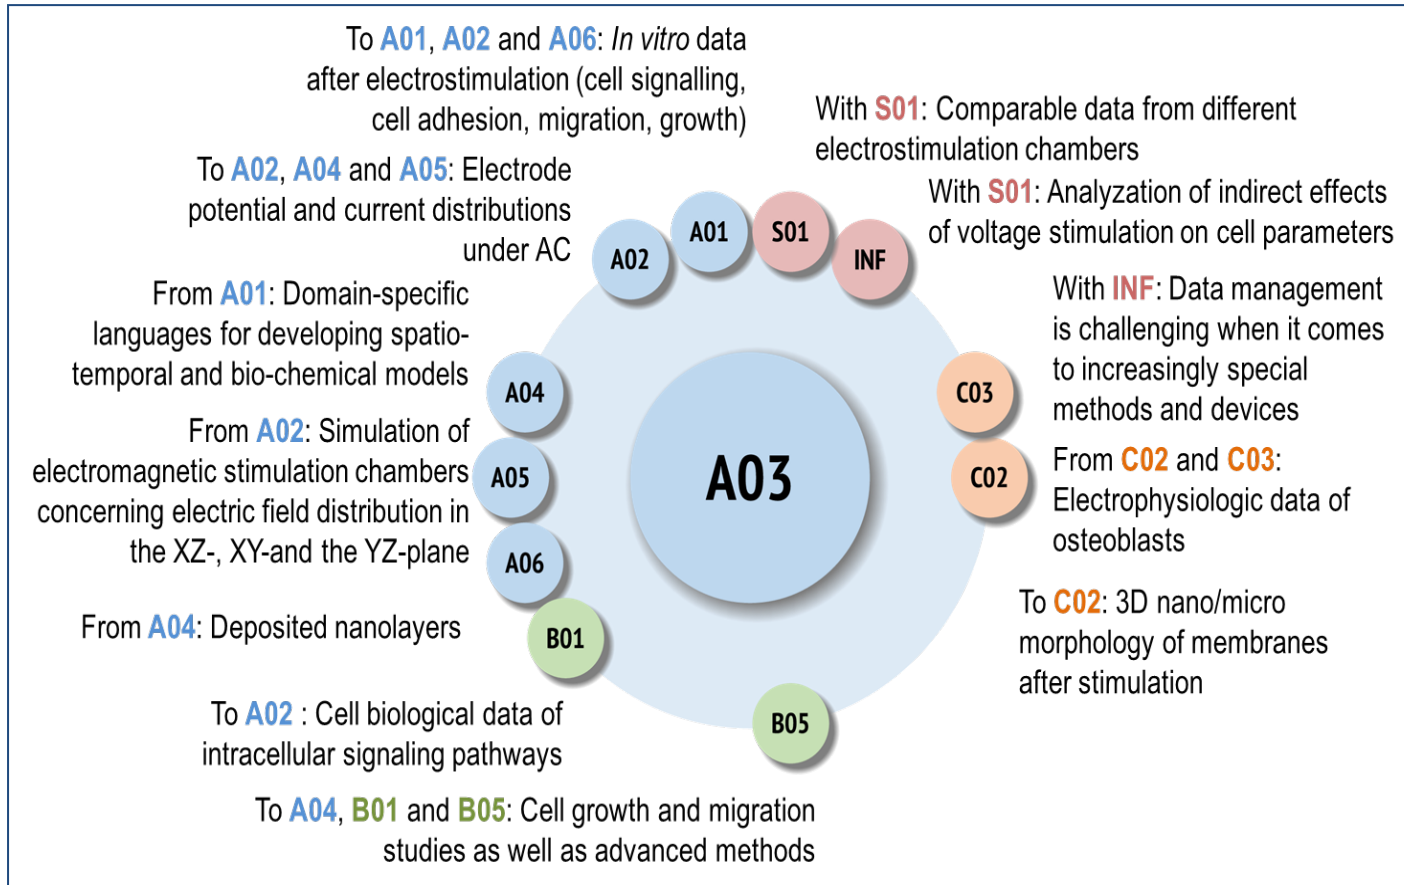 To A01, A02 and A06: In vitro data
after electrostimulation (cell signalling,
cell adhesion, migration, growth)
To A02, A04 and A05: Electrode
potential and current distributions
under AC
From A01: Domain-specific
languages for developing spatio-
temporal and bio-chemical models
From A02: Simulation of
electromagnetic stimulation chambers
concerning electric field distribution in
the XZ-, XY-and the YZ-plane
From A04: Deposited nanolayers
To A02 : Cell biological data of
intracellular signaling pathways
To A04, B01 and B05: Cell growth and migration
studies as well as advanced methods
With S01: Comparable data from different
electrostimulation chambers
With S01: Analyzation of indirect effects
of voltage stimulation on cell parameters
With INF: Data management
is challenging when it comes
to increasingly special
methods and devices
From C02 and C03:
Electrophysiologic data of
osteoblasts
To C02: 3D nano/micro
morphology of membranes
after stimulation
A02
A01
S01
INF
A04
C03
A05
A03
C02
A06
B01
B05